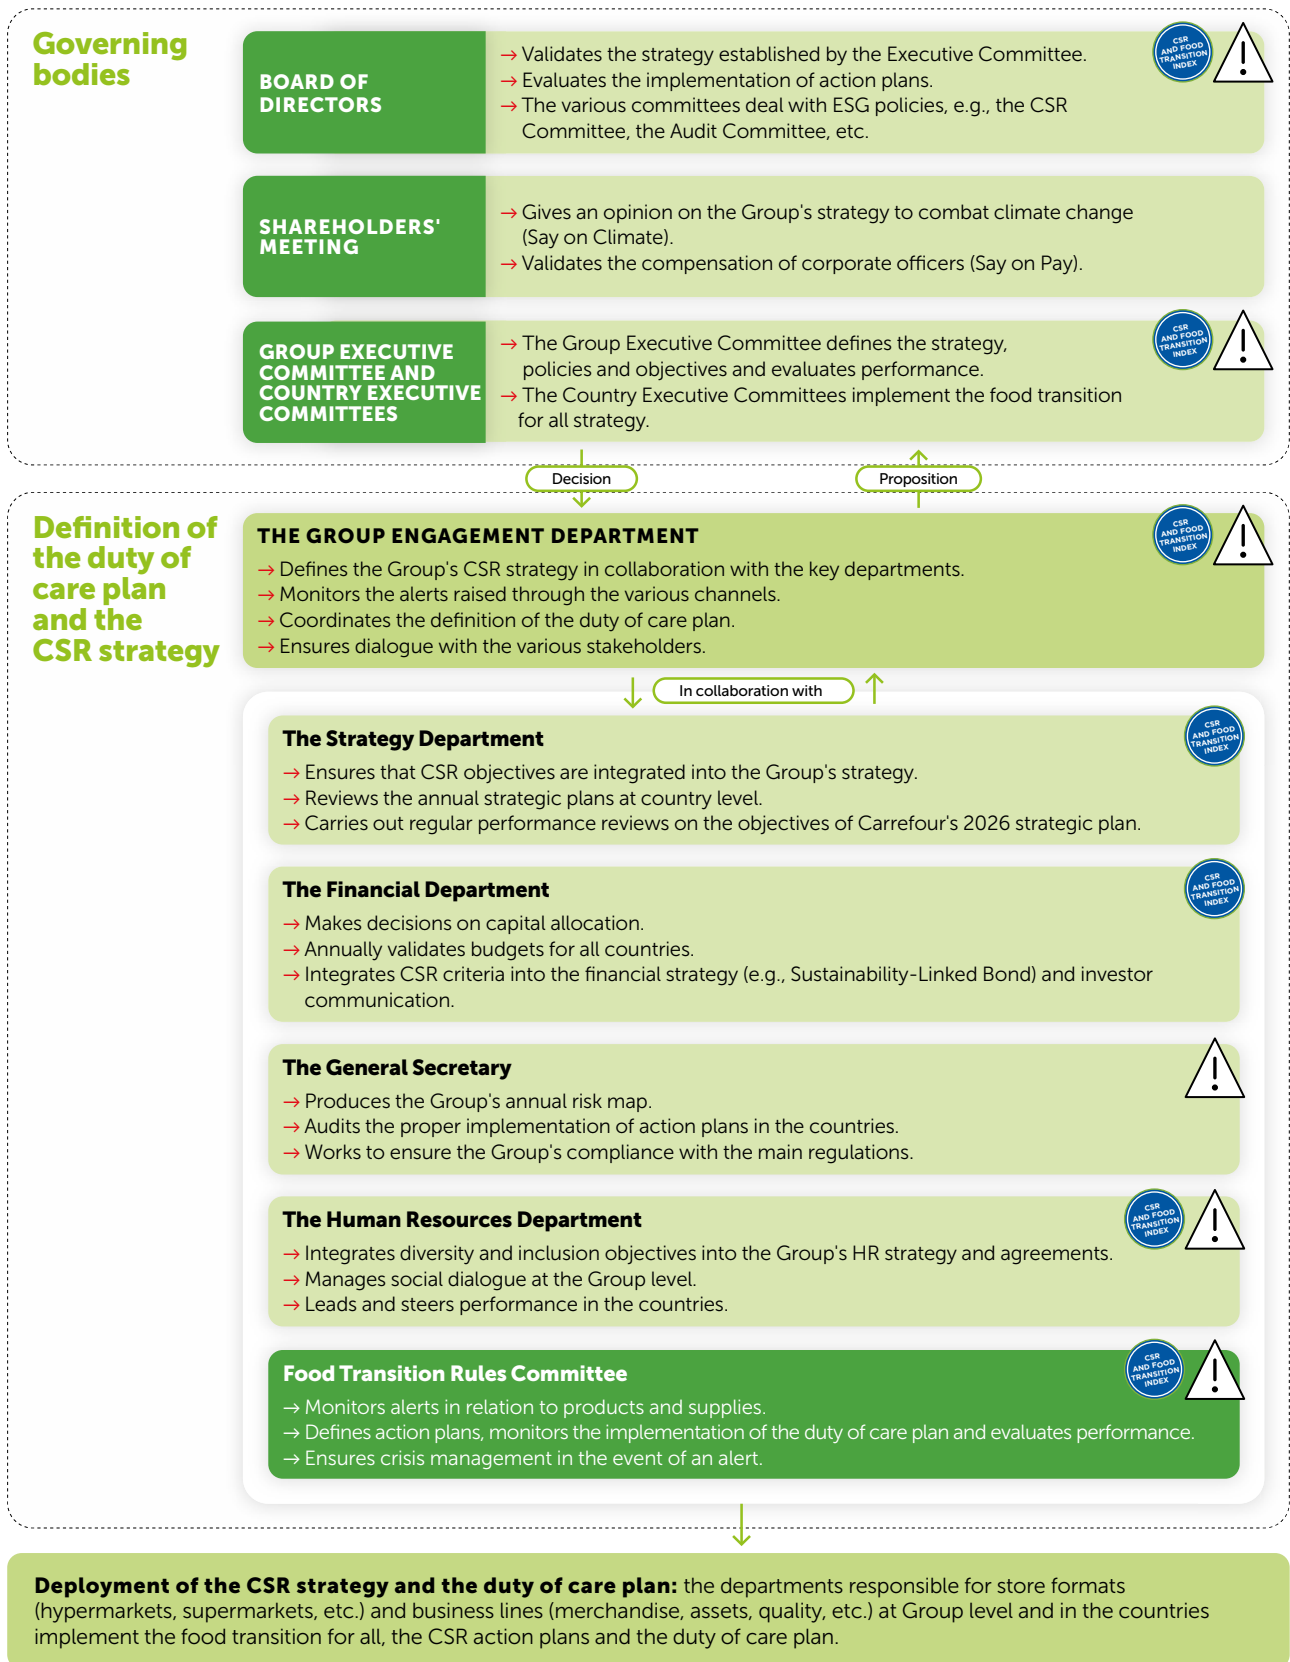 Governing
bodies
BOARD OF
DIRECTORS
→ Validates the strategy established by the Executive Committee.
→ Evaluates the implementation of action plans.
→ The various committees deal with ESG policies, e.g., the CSR
Committee, the Audit Committee, etc.
CSR
AND FOOD
TRANSITION
INDEX
!
SHAREHOLDERS'
MEETING
→ Gives an opinion on the Group's strategy to combat climate change
(Say on Climate).
→ Validates the compensation of corporate officers (Say on Pay).
GROUP EXECUTIVE
COMMITTEE AND
COUNTRY EXECUTIVE
COMMITTEES
→ The Group Executive Committee defines the strategy,
policies and objectives and evaluates performance.
→ The Country Executive Committees implement the food transition
for all strategy.
CSR
AND FOOD
TRANSITION
INDEX
!
Decision
Proposition
Definition of
the duty of
care plan
and the
CSR strategy
THE GROUP ENGAGEMENT DEPARTMENT
→ Defines the Group's CSR strategy in collaboration with the key departments.
→ Monitors the alerts raised through the various channels.
→ Coordinates the definition of the duty of care plan.
→ Ensures dialogue with the various stakeholders.
CSR
AND FOOD
TRANSITION
INDEX
!
In collaboration with
The Strategy Department
→ Ensures that CSR objectives are integrated into the Group's strategy.
→ Reviews the annual strategic plans at country level.
→ Carries out regular performance reviews on the objectives of Carrefour's 2026 strategic plan.
CSR
AND FOOD
TRANSITION
INDEX
The Financial Department
→ Makes decisions on capital allocation.
→ Annually validates budgets for all countries.
→ Integrates CSR criteria into the financial strategy (e.g., Sustainability-Linked Bond) and investor
communication.
CSR
AND FOOD
TRANSITION
INDEX
The General Secretary
→ Produces the Group's annual risk map.
→ Audits the proper implementation of action plans in the countries.
→ Works to ensure the Group's compliance with the main regulations.
!
The Human Resources Department
→ Integrates diversity and inclusion objectives into the Group's HR strategy and agreements.
→ Manages social dialogue at the Group level.
→ Leads and steers performance in the countries.
CSR
AND FOOD
TRANSITION
INDEX
!
Food Transition Rules Committee
→ Monitors alerts in relation to products and supplies.
→ Defines action plans, monitors the implementation of the duty of care plan and evaluates performance.
→ Ensures crisis management in the event of an alert.
CSR
AND FOOD
TRANSITION
INDEX
!
Deployment of the CSR strategy and the duty of care plan: the departments responsible for store formats
(hypermarkets, supermarkets, etc.) and business lines (merchandise, assets, quality, etc.) at Group level and in the countries
implement the food transition for all, the CSR action plans and the duty of care plan.